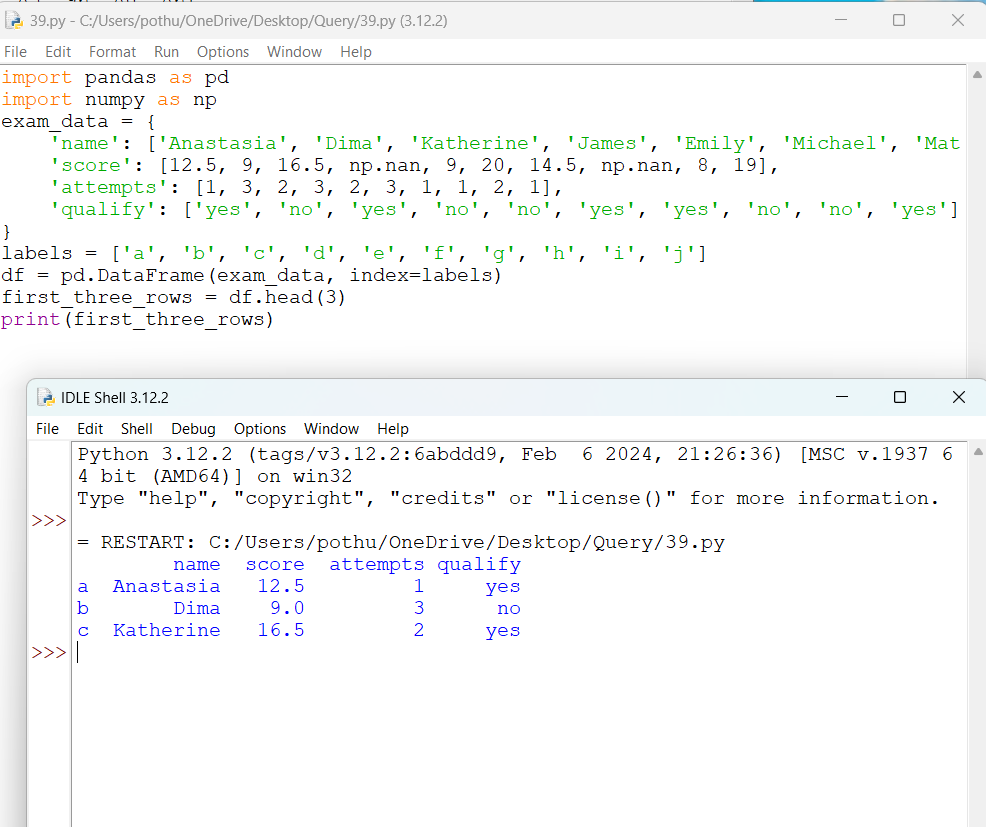 39.py - C:/Users/pothu/OneDrive/Desktop/Query/39.py (3.12.2)
File Edit Format Run Options Window Help
import pandas as pd
import numpy as np
exam_data = {
    'name': ['Anastasia', 'Dima', 'Katherine', 'James', 'Emily', 'Michael', 'Mat
    'score': [12.5, 9, 16.5, np.nan, 9, 20, 14.5, np.nan, 8, 19],
    'attempts': [1, 3, 2, 3, 2, 3, 1, 1, 2, 1],
    'qualify': ['yes', 'no', 'yes', 'no', 'no', 'yes', 'yes', 'no', 'no', 'yes']
}
labels = ['a', 'b', 'c', 'd', 'e', 'f', 'g', 'h', 'i', 'j']
df = pd.DataFrame(exam_data, index=labels)
first_three_rows = df.head(3)
print(first_three_rows)
IDLE Shell 3.12.2
File Edit Shell Debug Options Window Help
Python 3.12.2 (tags/v3.12.2:6abddd9, Feb  6 2024, 21:26:36) [MSC v.1937 6
4 bit (AMD64)] on win32
Type "help", "copyright", "credits" or "license()" for more information.
>>>
= RESTART: C:/Users/pothu/OneDrive/Desktop/Query/39.py
        name  score  attempts qualify
a  Anastasia   12.5         1     yes
b       Dima    9.0         3      no
c  Katherine   16.5         2     yes
>>>